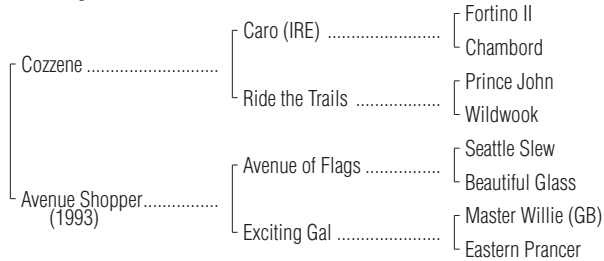 Fortino II
Caro (IRE) ....................
Chambord
Cozzene ........................
Prince John
Ride the Trails ...............
Wildwook
Seattle Slew
Avenue of Flags .............
Beautiful Glass
Avenue Shopper..............
(1993)
Master Willie (GB)
Exciting Gal ..................
Eastern Prancer